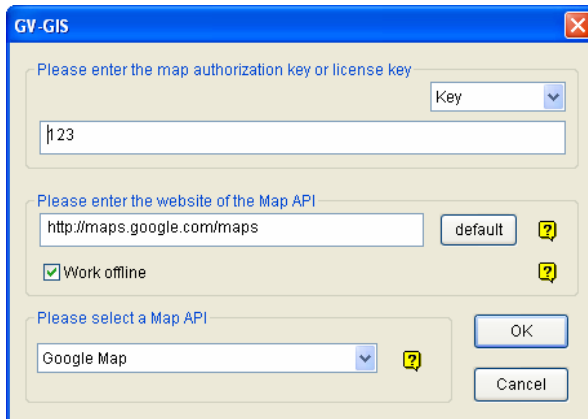 GV-GIS
Please enter the map authorization key or license key
Key
123
Please enter the website of the Map API
http://maps.google.com/maps
default
?
Work offline
?
Please select a Map API
Google Map
?
OK
Cancel